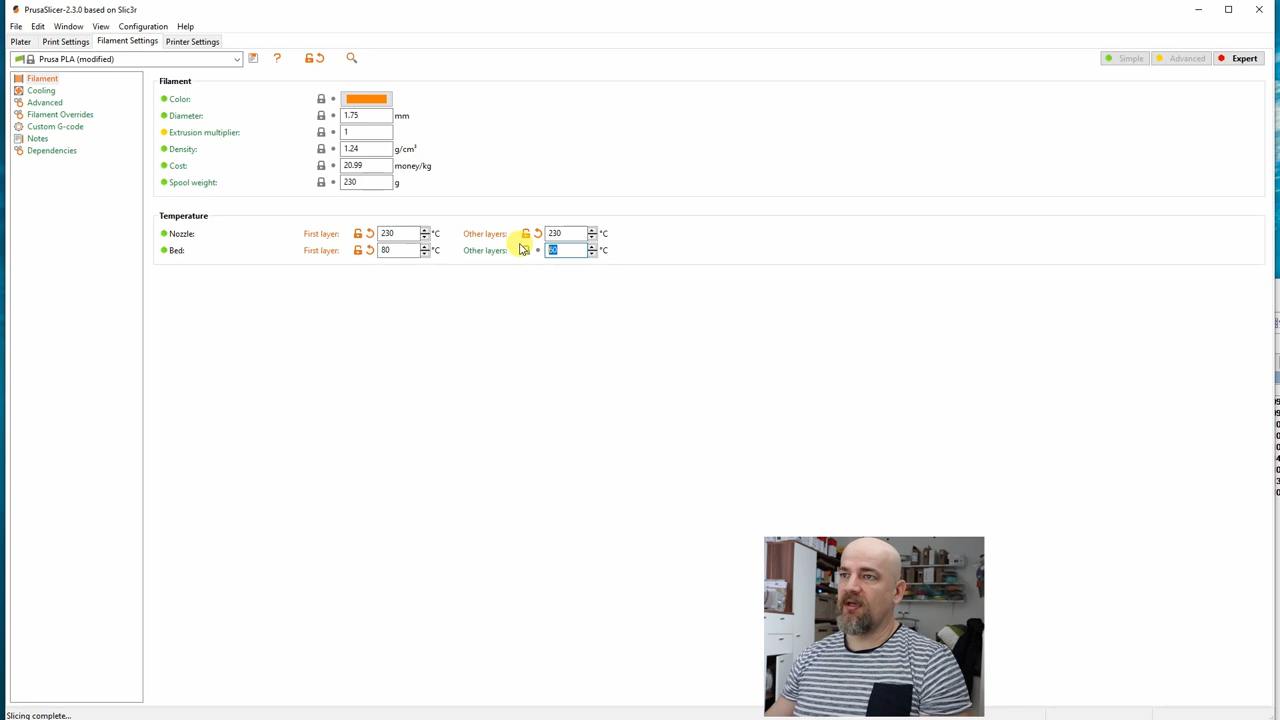 PrusaSlicer-2.3.0 based on Slic3r
File Edit Window View Configuration Help
Plater Print Settings Filament Settings Printer Settings
Prusa PLA (modified) ? Simple Advanced Expert
Filament
Cooling
Advanced
Filament Overrides
Custom G-code
Notes
Dependencies
Filament
Color:
Diameter: 1.75 mm
Extrusion multiplier: 1
Density: 1.24 g/cm³
Cost: 20.99 money/kg
Spool weight: 230 g
Temperature
Nozzle: First layer: 230 °C Other layers: 230 °C
Bed: First layer: 80 °C Other layers: 60 °C
Slicing complete...